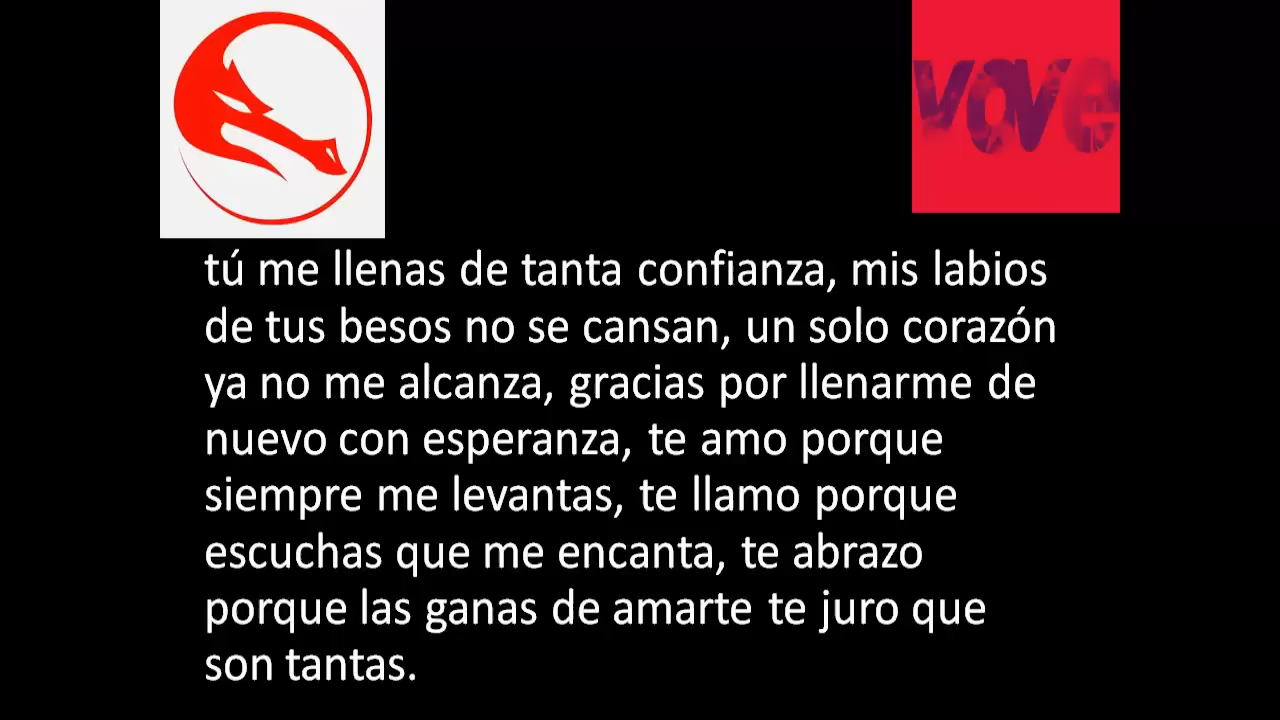 vove
tú me llenas de tanta confianza, mis labios
de tus besos no se cansan, un solo corazón
ya no me alcanza, gracias por llenarme de
nuevo con esperanza, te amo porque
siempre me levantas, te llamo porque
escuchas que me encanta, te abrazo
porque las ganas de amarte te juro que
son tantas.